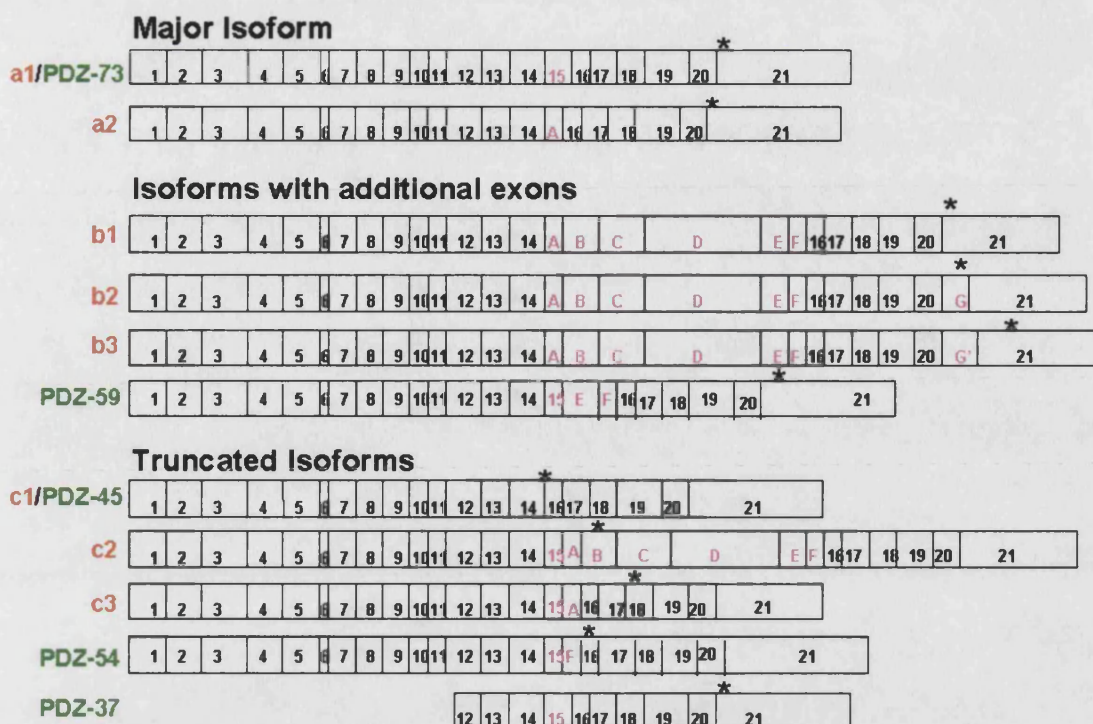 Major Isoform
*
a1/PDZ-73 1 2 3 4 5 6 7 8 9 10 11 12 13 14 15 16 17 18 19 20 21
*
a2 1 2 3 4 5 6 7 8 9 10 11 12 13 14 A 16 17 18 19 20 21
Isoforms with additional exons
*
b1 1 2 3 4 5 6 7 8 9 10 11 12 13 14 A B C D E F 16 17 18 19 20 21
*
b2 1 2 3 4 5 6 7 8 9 10 11 12 13 14 A B C D E F 16 17 18 19 20 G 21
*
b3 1 2 3 4 5 6 7 8 9 10 11 12 13 14 A B C D E F 16 17 18 19 20 G' 21
*
PDZ-59 1 2 3 4 5 6 7 8 9 10 11 12 13 14 15 E F 16 17 18 19 20 21
Truncated Isoforms
*
c1/PDZ-45 1 2 3 4 5 6 7 8 9 10 11 12 13 14 16 17 18 19 20 21
*
c2 1 2 3 4 5 6 7 8 9 10 11 12 13 14 15 A B C D E F 16 17 18 19 20 21
*
c3 1 2 3 4 5 6 7 8 9 10 11 12 13 14 15 A 16 17 18 19 20 21
*
PDZ-54 1 2 3 4 5 6 7 8 9 10 11 12 13 14 15 F 16 17 18 19 20 21
*
PDZ-37 12 13 14 15 16 17 18 19 20 21